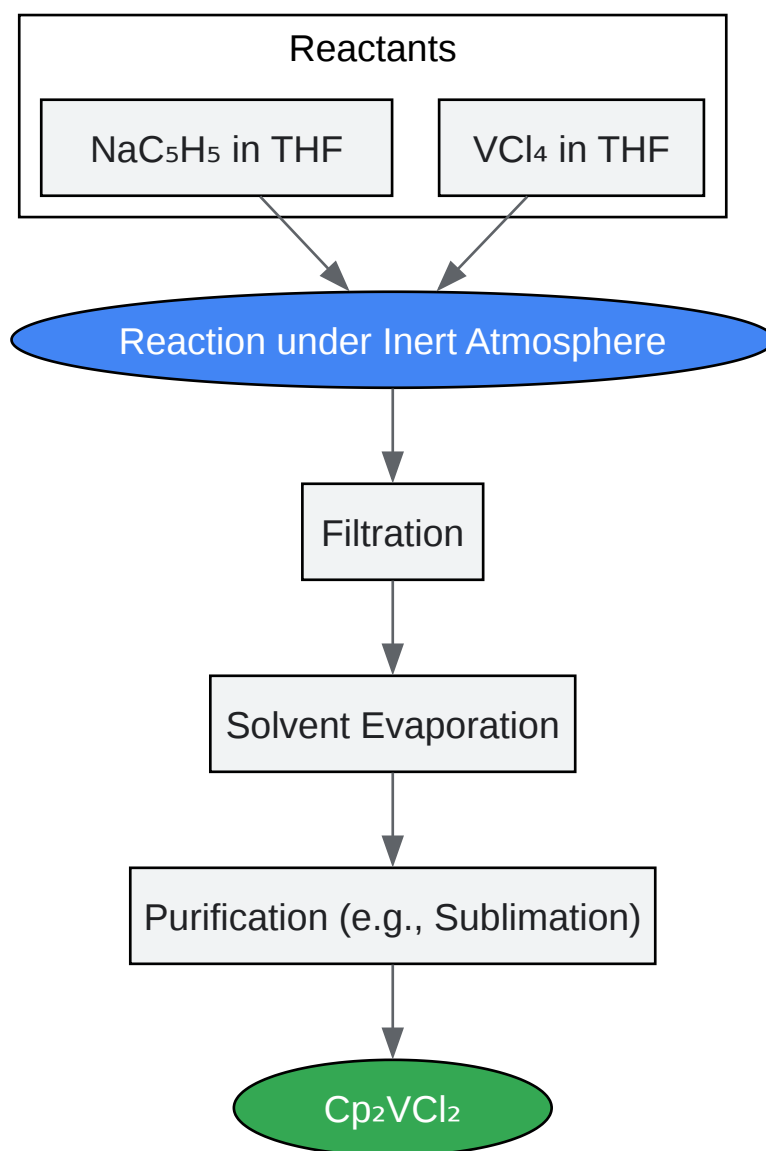 Reactants
NaC₅H₅ in THF
VCl₄ in THF
Reaction under Inert Atmosphere
Filtration
Solvent Evaporation
Purification (e.g., Sublimation)
Cp₂VCl₂